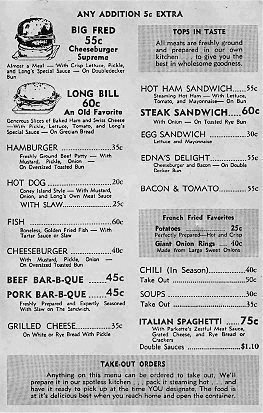 ANY ADDITION 5c EXTRA
BIG FRED
55c
Cheeseburger
Supreme
Almost a Meal — With Crisp Lettuce, Pickle,
and Long's Special Sauce — On Doubledecker
Bun
LONG BILL
60c
An Old Favorite
Generous Slices of Baked Ham and Swiss Cheese
—With Pickle, Lettuce, Tomato, and Long's
Special Sauce — On Grecian Bread
HAMBURGER 35c
Freshly Ground Beef Patty — With
Mustard, Pickle, Onion —
On Oversized Toasted Bun
HOT DOG 20c
Coney Island Style — With Mustard,
Onion, and Long's Own Meat Sauce
WITH SLAW 25c
FISH 60c
Boneless, Golden Fried Fish — With
Tartar Sauce or Slaw
CHEESEBURGER 40c
With Mustard, Pickle, Onion —
On Oversized Toasted Bun
BEEF BAR-B-QUE 45c
PORK BAR-B-QUE 45c
Freshly Prepared and Expertly Seasoned
With Slaw on The Sandwich.
GRILLED CHEESE 35c
On White or Rye Bread With Pickle
TOPS IN TASTE
All meats are freshly ground
and prepared in our own
kitchen . . . to give you the
best in wholesome goodness.
HOT HAM SANDWICH 55c
Steaming Hot Ham — With Lettuce,
Tomato, and Mayonnaise— On Bun
STEAK SANDWICH 60c
With Onion — On Toasted Rye Bun
EGG SANDWICH 30c
Lettuce and Mayonnaise
EDNA'S DELIGHT 55c
Cheeseburger and Bacon — On Double
Decker Bun
BACON & TOMATO 55c
French Fried Favorites
Potatoes 25c
Perfectly Prepared—Hot and Crisp
Giant Onion Rings 40c
Made From Large Sweet Onions
CHILI (In Season) 40c
Take Out 50c
SOUPS 30c
Take Out 35c
ITALIAN SPAGHETTI 75c
With Parkette's Zestful Meat Sauce,
Grated Cheese, and Rye Bread or
Crackers
Double Sauces $1.10
TAKE-OUT ORDERS
Anything on this menu can be ordered to take out. We'll
prepare it in our spotless kitchen . . . pack it steaming hot . . . and
have it ready to pick up at the time YOU designate. The food is
at it's delicious best when you reach home and open the container.